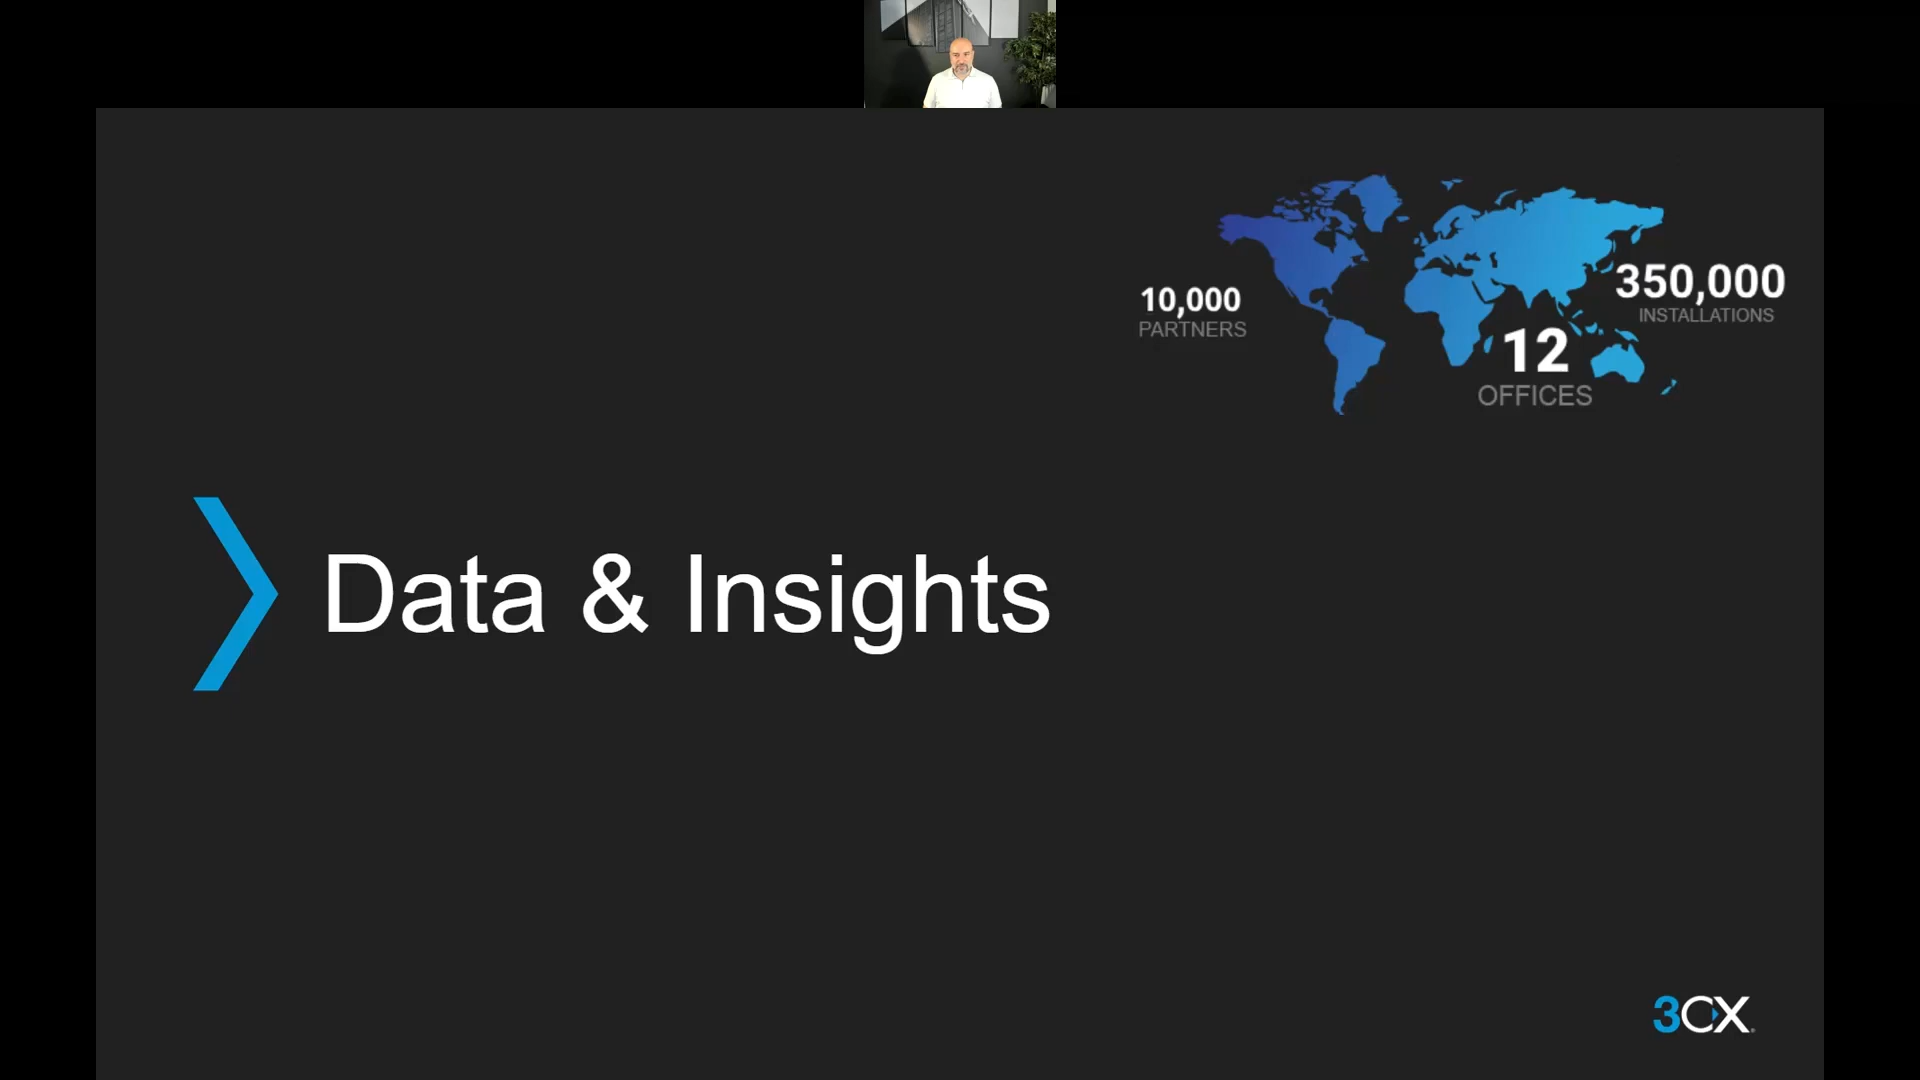 10,000
PARTNERS
350,000
INSTALLATIONS
12
OFFICES
Data & Insights
3CX